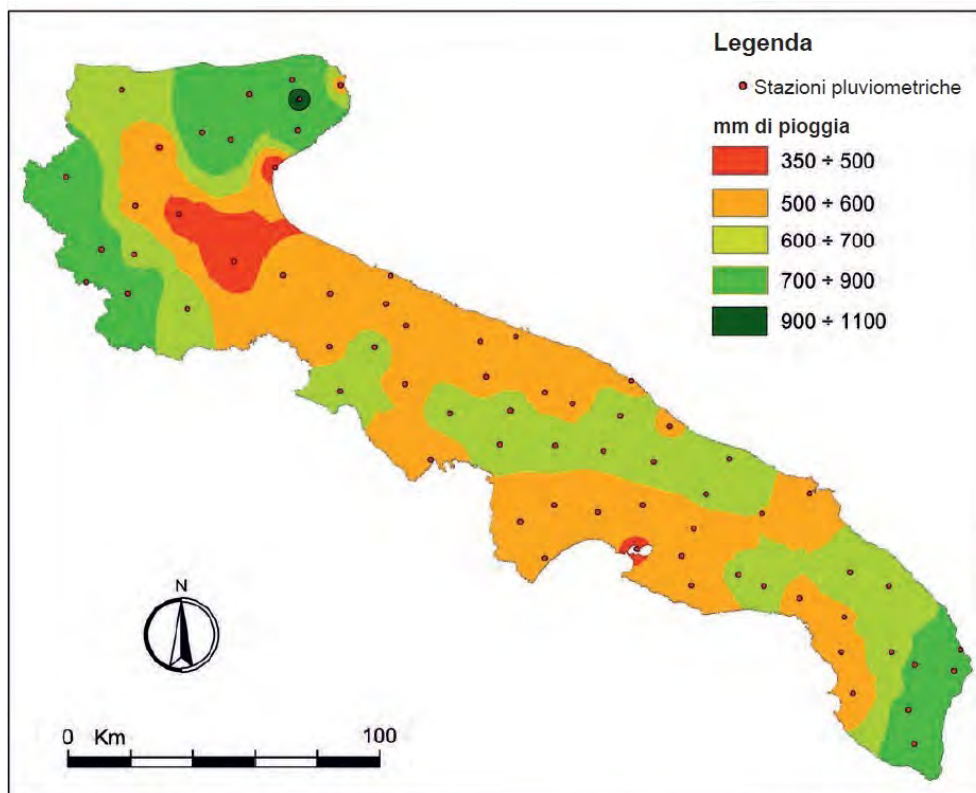 Legenda
Stazioni pluviometriche
mm di pioggia
350 ÷ 500
500 ÷ 600
600 ÷ 700
700 ÷ 900
900 ÷ 1100
N
0 Km 100